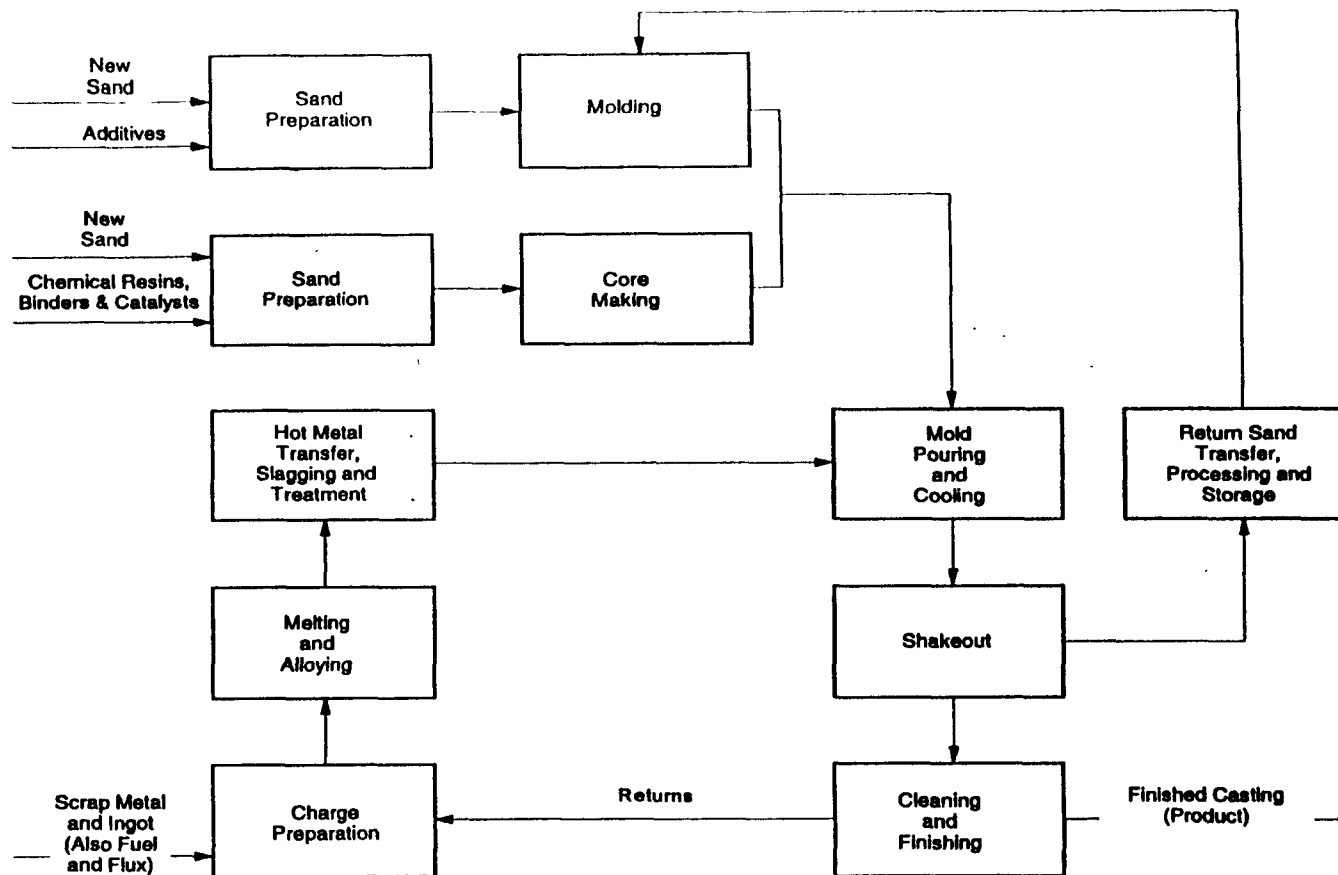 New
Sand
Additives
Sand
Preparation
Molding
New
Sand
Chemical Resins,
Binders & Catalysts
Sand
Preparation
Core
Making
Hot Metal
Transfer,
Slagging and
Treatment
Mold
Pouring
and
Cooling
Return Sand
Transfer,
Processing and
Storage
Melting
and
Alloying
Shakeout
Scrap Metal
and Ingot
(Also Fuel
and Flux)
Charge
Preparation
Returns
Cleaning
and
Finishing
Finished Casting
(Product)